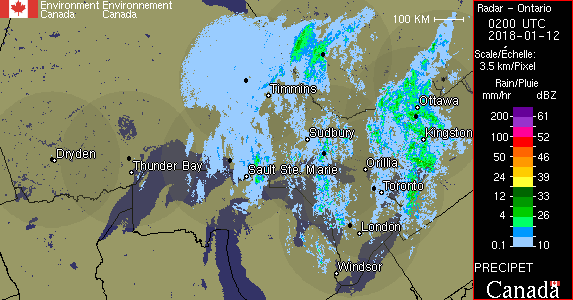 Environment Environnement
Canada Canada
100 KM
Timmins
Ottawa
Sudbury
Kingston
Dryden
Thunder Bay
Sault Ste. Marie
Orillia
Toronto
London
Windsor
Radar - Ontario
0200 UTC
2018-01-12
Scale/Échelle:
3.5 km/Pixel
Rain/Pluie
mm/hr dBZ
200 61
100 52
50 46
24 39
12 33
4 26
1 18
0.1 10
PRECIPET
Canada